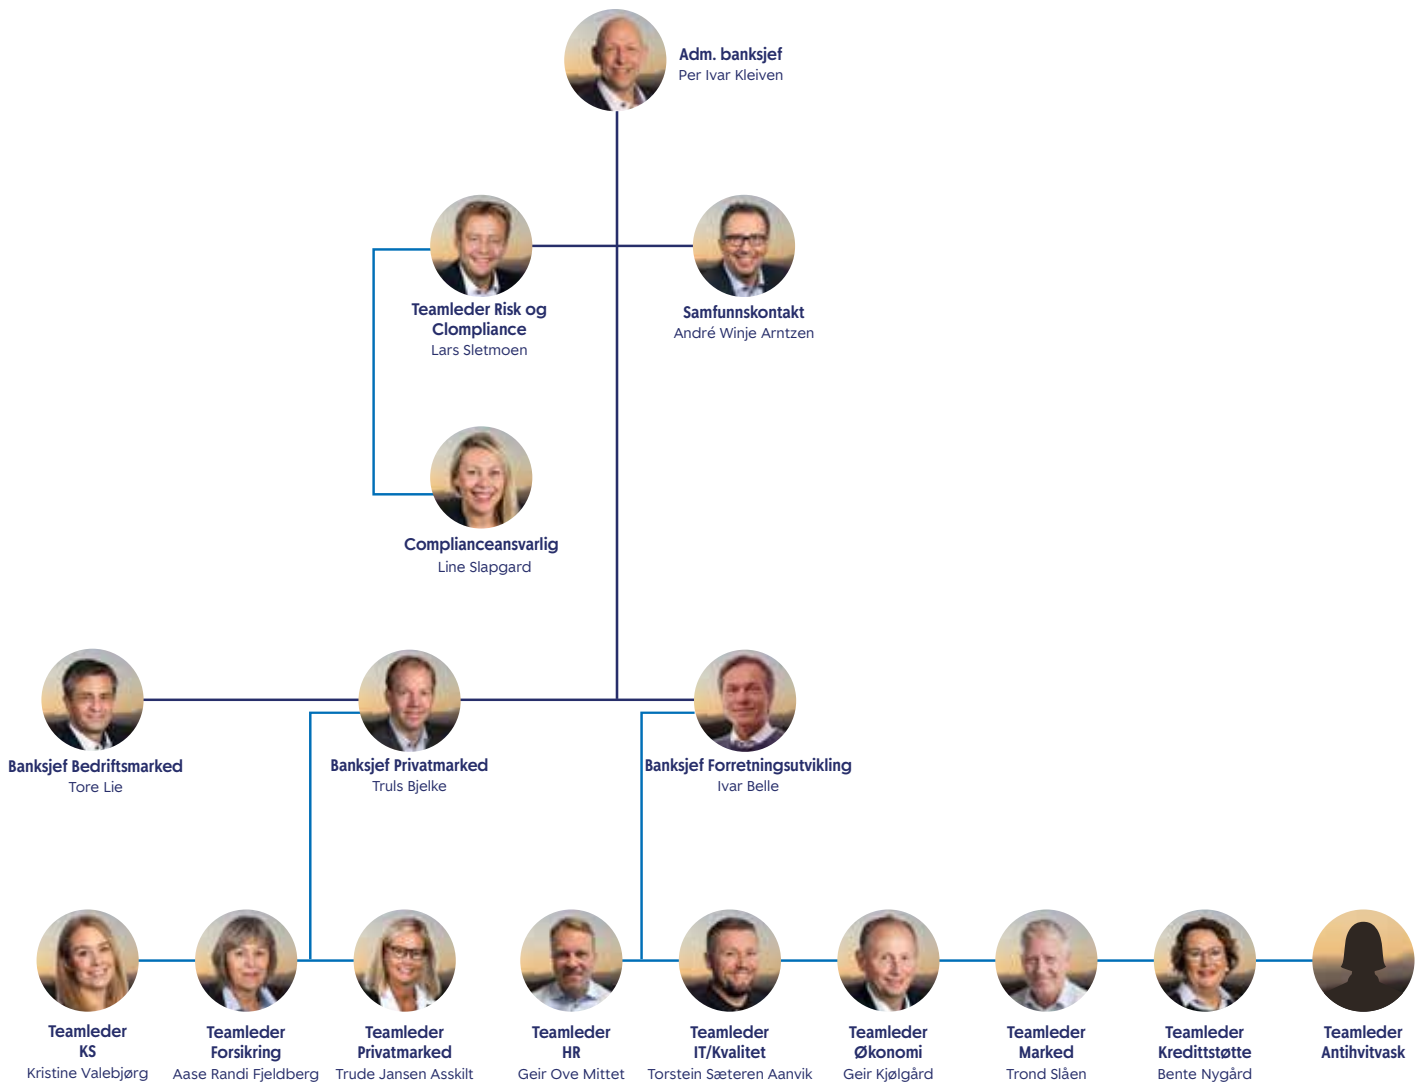 Adm. banksjef
Per Ivar Kleiven
Teamleder Risk og
Clompliance
Lars Sletmoen
Samfunnskontakt
André Winje Arntzen
Complianceansvarlig
Line Slapgard
Banksjef Bedriftsmarked
Tore Lie
Banksjef Privatmarked
Truls Bjelke
Banksjef Forretningsutvikling
Ivar Belle
Teamleder
KS
Kristine Valebjørg
Teamleder
Forsikring
Aase Randi Fjeldberg
Teamleder
Privatmarked
Trude Jansen Asskilt
Teamleder
HR
Geir Ove Mittet
Teamleder
IT/Kvalitet
Torstein Sæteren Aanvik
Teamleder
Økonomi
Geir Kjølgård
Teamleder
Marked
Trond Slåen
Teamleder
Kredittstøtte
Bente Nygård
Teamleder
Antihvitvask